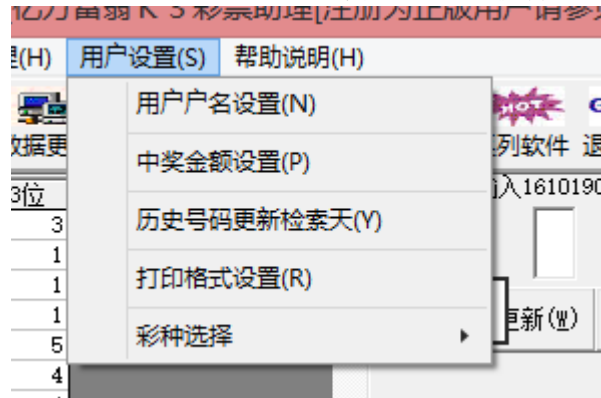 亿万富翁K3彩票助理[注册为正版用户请参
(H) 用户设置(S) 帮助说明(H)
用户户名设置(N)
HOT
数据更 列软件 退
中奖金额设置(P)
3位 输入1610190
历史号码更新检索天(Y)
3
1
打印格式设置(R)
1
1 更新(W)
彩种选择
5
4